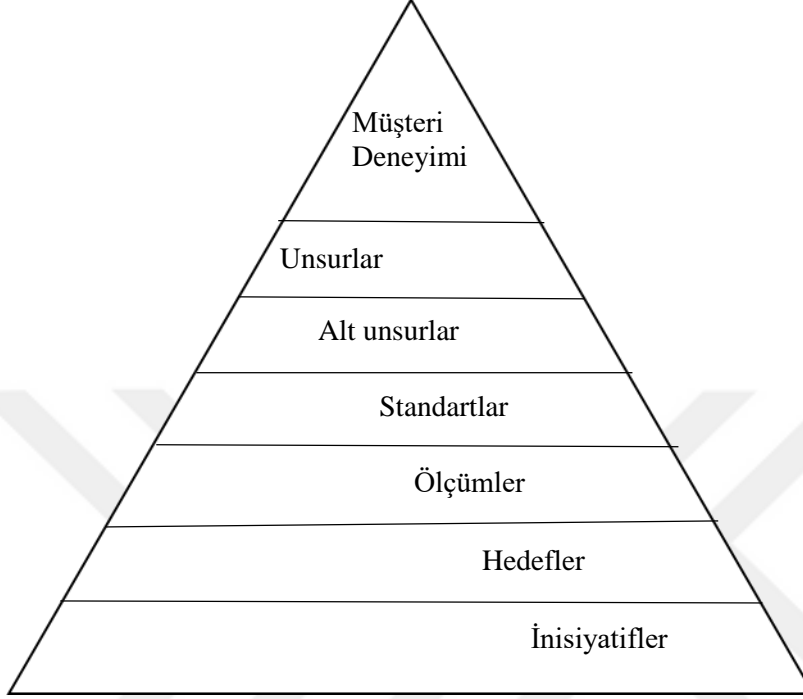 Müşteri
Deneyimi
Unsurlar
Alt unsurlar
Standartlar
Ölçümler
Hedefler
İnisiyatifler